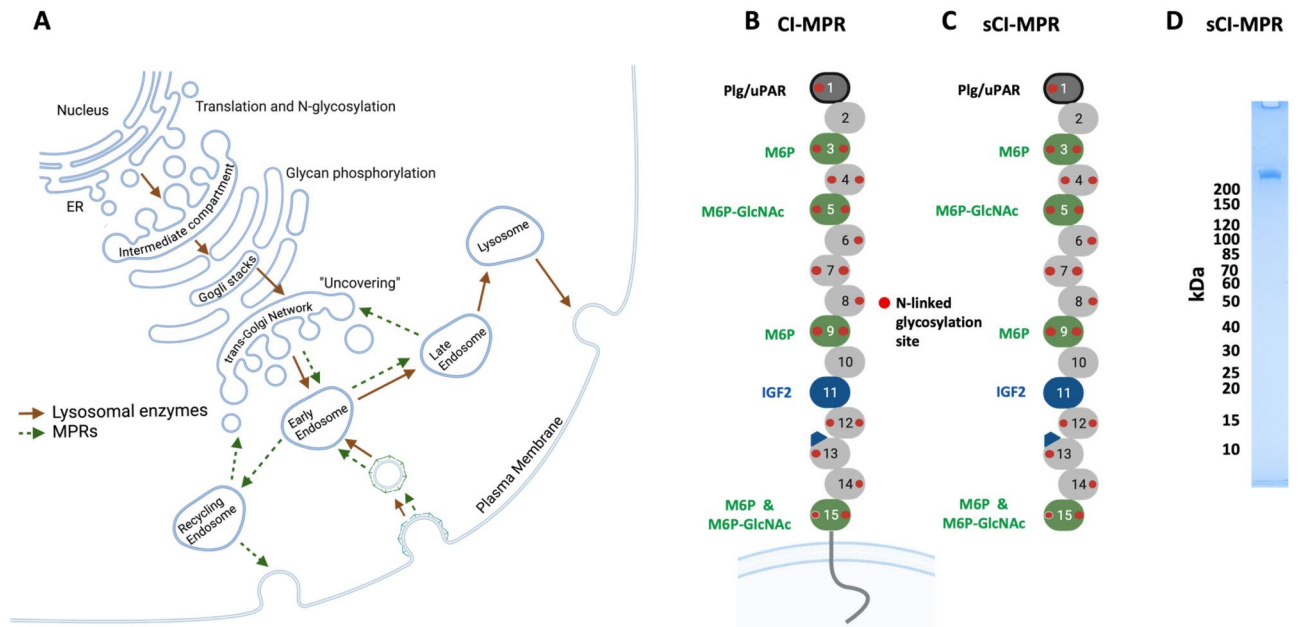 A
Nucleus
Translation and N-glycosylation
ER
Intermediate compartment
Glycan phosphorylation
Gogli stacks
"Uncovering"
trans-Golgi Network
Lysosome
Late
Endosome
Early
Endosome
Lysosomal enzymes
MPRs
Recycling
Endosome
Plasma Membrane
B
CI-MPR
Plg/uPAR
1
2
M6P
3
4
M6P-GlcNAc
5
6
7
8
N-linked
glycosylation
site
M6P
9
10
IGF2
11
12
13
14
M6P &
M6P-GlcNAc
15
C
sCI-MPR
Plg/uPAR
1
2
M6P
3
4
M6P-GlcNAc
5
6
7
8
M6P
9
10
IGF2
11
12
13
14
M6P &
M6P-GlcNAc
15
D
sCI-MPR
kDa
200
150
120
100
85
70
60
50
40
30
25
20
15
10